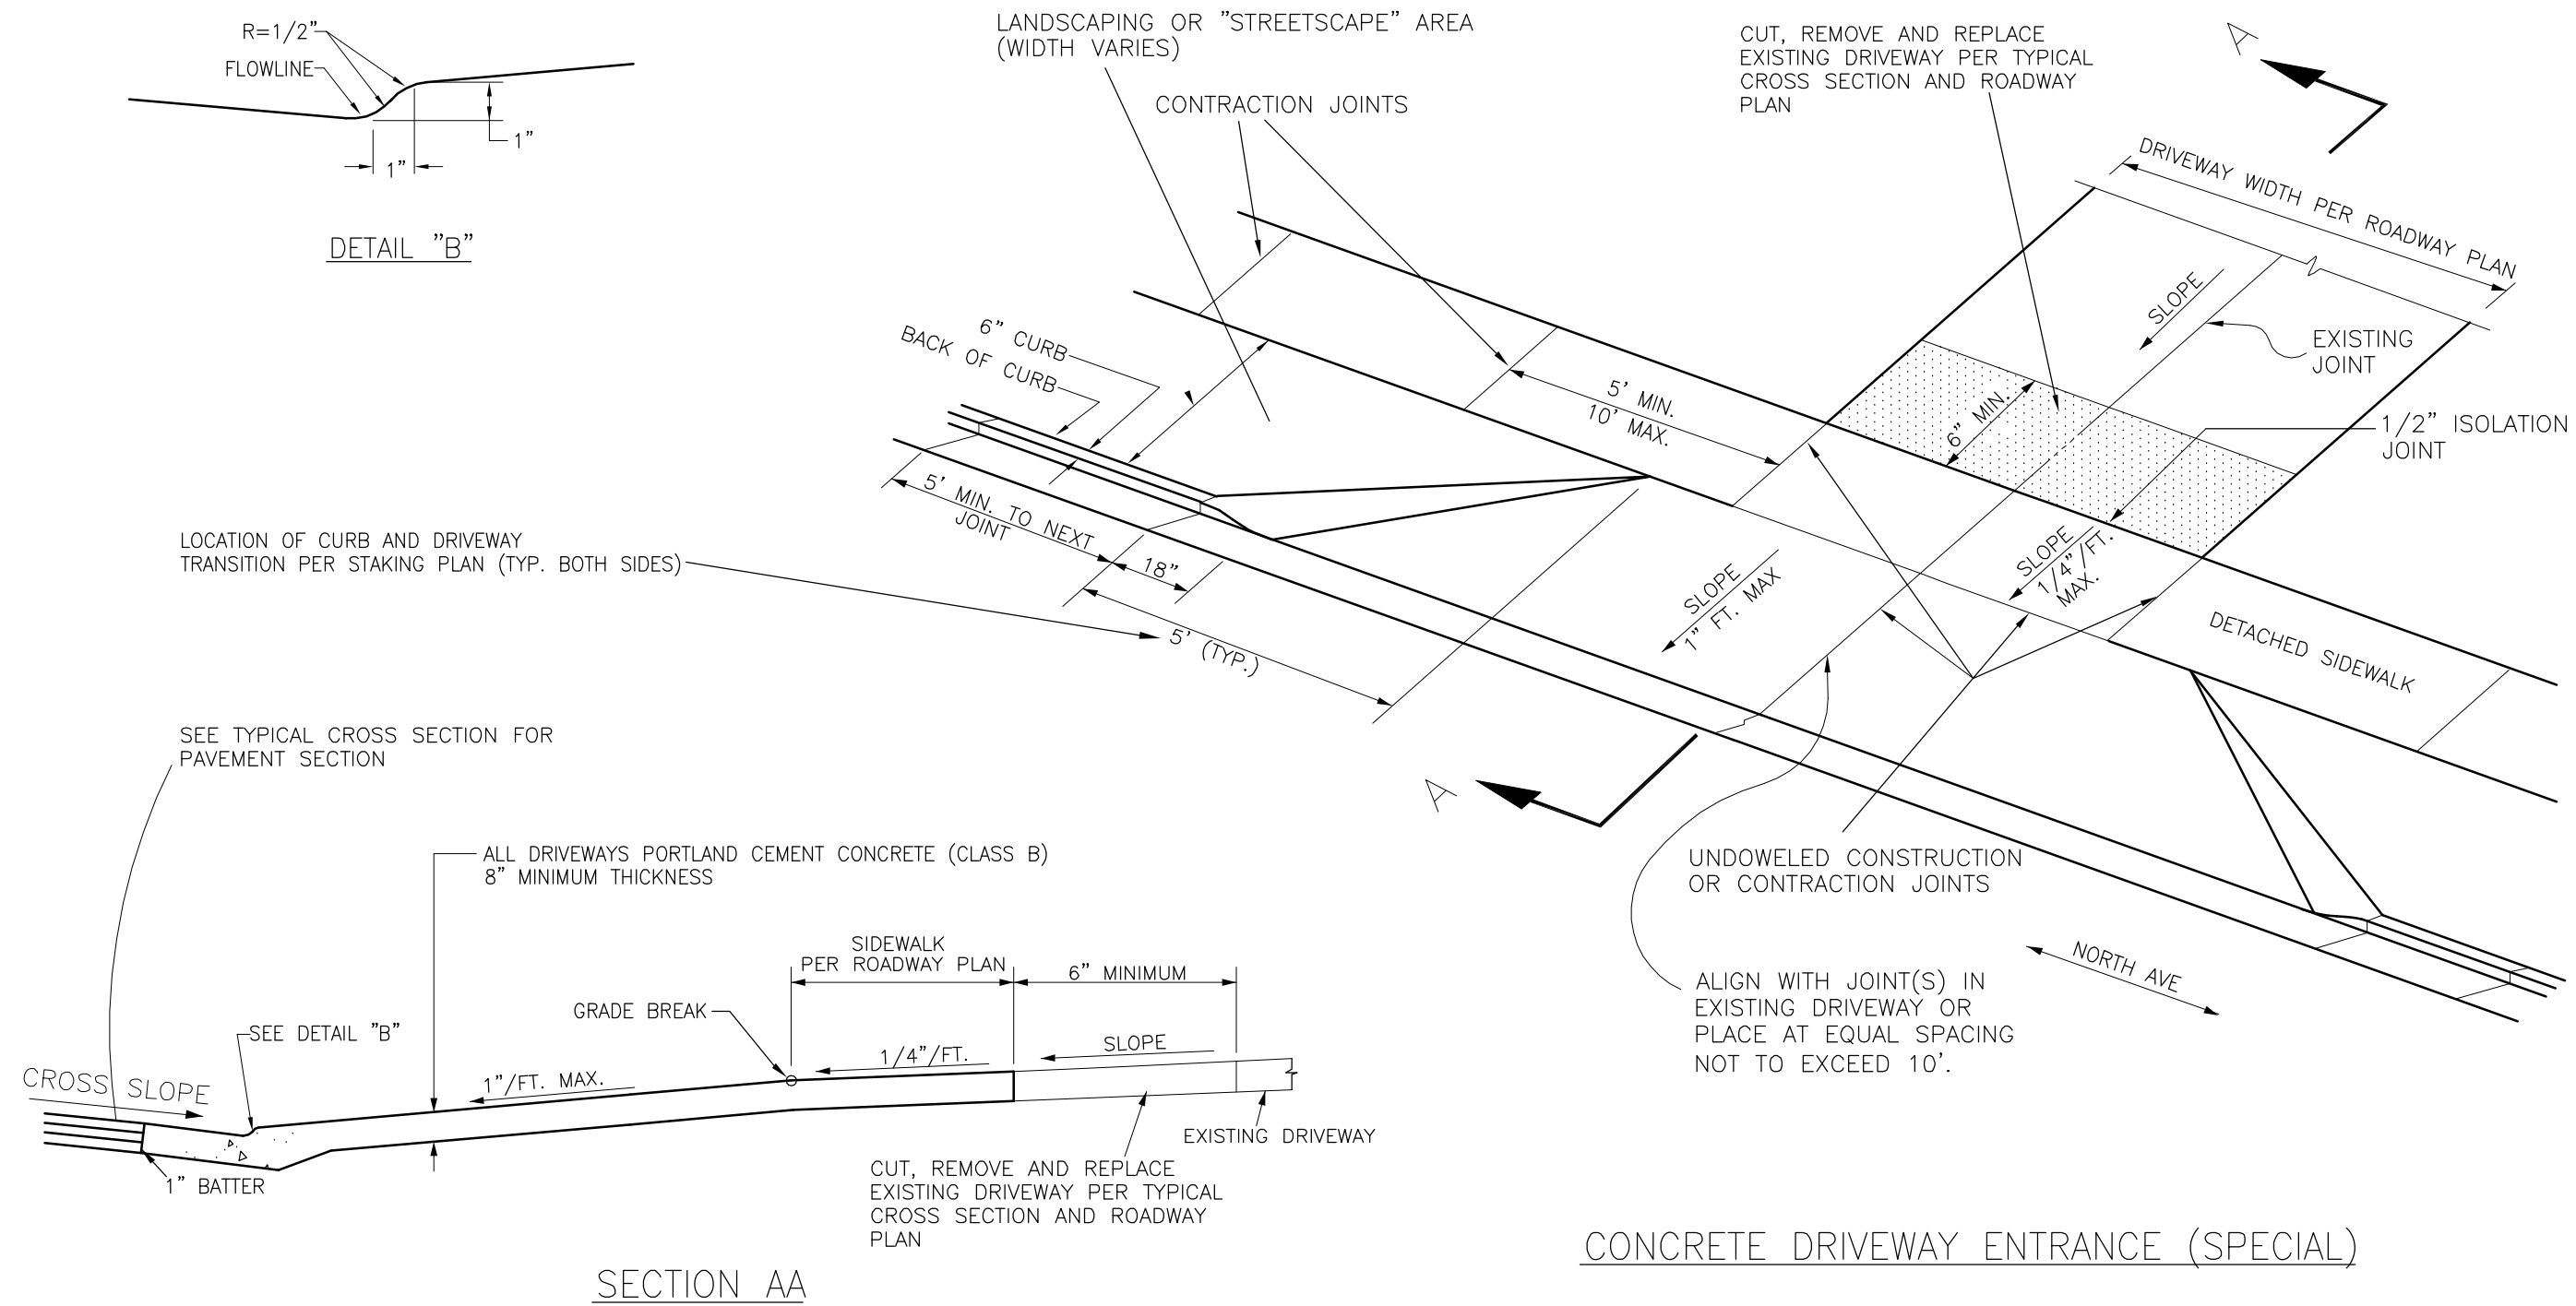 R=1/2"
FLOWLINE
1"
1"
DETAIL "B"
LANDSCAPING OR "STREETSCAPE" AREA
(WIDTH VARIES)
CONTRACTION JOINTS
CUT, REMOVE AND REPLACE
EXISTING DRIVEWAY PER TYPICAL
CROSS SECTION AND ROADWAY
PLAN
A
DRIVEWAY WIDTH PER ROADWAY PLAN
SLOPE
EXISTING
JOINT
6" CURB
BACK OF CURB
5' MIN.
10' MAX.
6" MIN.
1/2" ISOLATION
JOINT
5' MIN. TO NEXT
JOINT
18"
5' (TYP.)
LOCATION OF CURB AND DRIVEWAY
TRANSITION PER STAKING PLAN (TYP. BOTH SIDES)
SLOPE
1" FT. MAX
SLOPE
1/4"/FT.
MAX.
DETACHED SIDEWALK
A
UNDOWELED CONSTRUCTION
OR CONTRACTION JOINTS
NORTH AVE
ALIGN WITH JOINT(S) IN
EXISTING DRIVEWAY OR
PLACE AT EQUAL SPACING
NOT TO EXCEED 10'.
SEE TYPICAL CROSS SECTION FOR
PAVEMENT SECTION
ALL DRIVEWAYS PORTLAND CEMENT CONCRETE (CLASS B)
8" MINIMUM THICKNESS
SIDEWALK
PER ROADWAY PLAN
6" MINIMUM
GRADE BREAK
SEE DETAIL "B"
CROSS SLOPE
1"/FT. MAX.
1/4"/FT.
SLOPE
1" BATTER
EXISTING DRIVEWAY
CUT, REMOVE AND REPLACE
EXISTING DRIVEWAY PER TYPICAL
CROSS SECTION AND ROADWAY
PLAN
SECTION AA
CONCRETE DRIVEWAY ENTRANCE (SPECIAL)